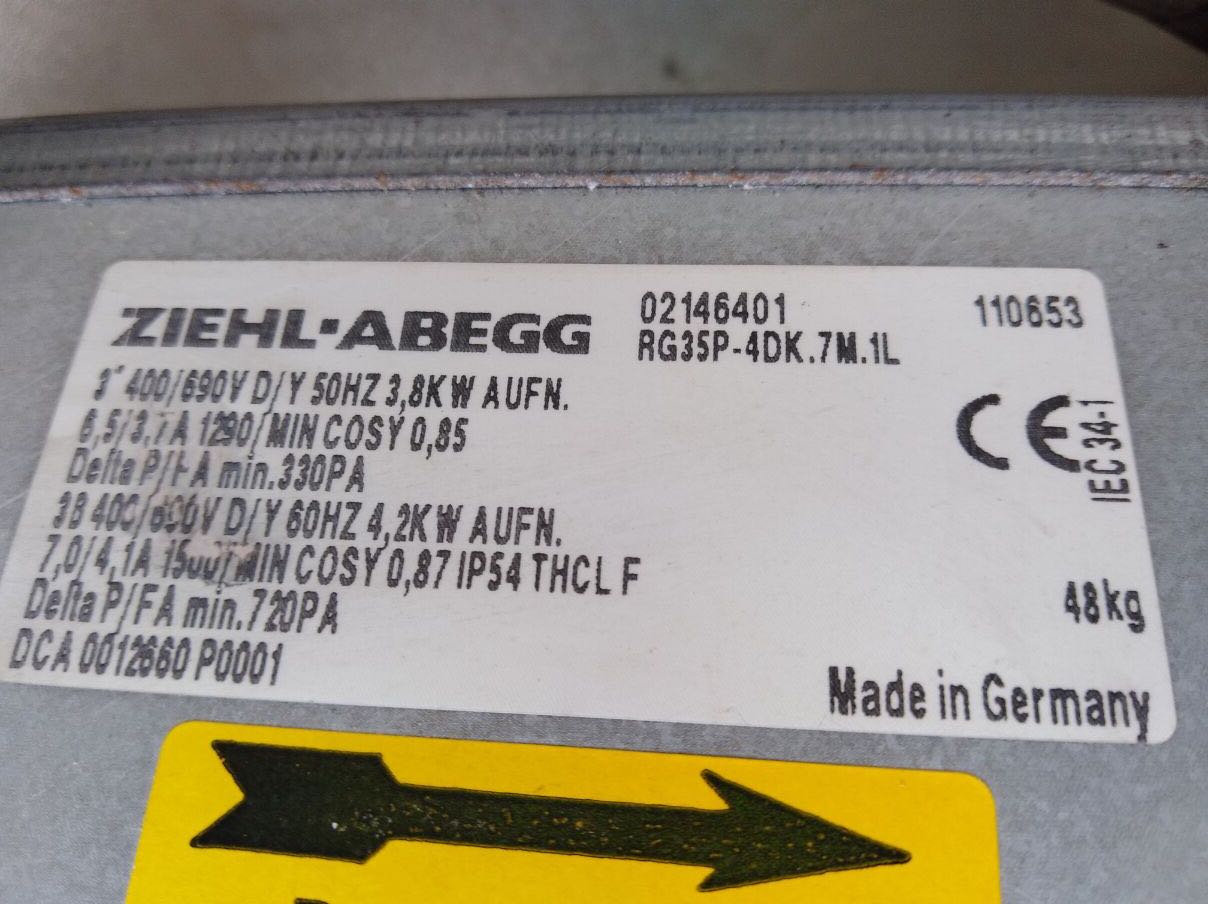 ZIEHL-ABEGG
02146401
110653
RG35P-4DK.7M.1L
3~ 400/690V D/Y 50HZ 3,8KW AUFN.
6,5/3,7A 1290/MIN COSY 0,85
Delta P/FA min.330PA
3B 400/690V D/Y 60HZ 4,2KW AUFN.
7,0/4,1A 1500/MIN COSY 0,87 IP54 THCL F
Delta P/FA min.720PA
DCA 0012660 P0001
CE
IEC 34-1
48kg
Made in Germany